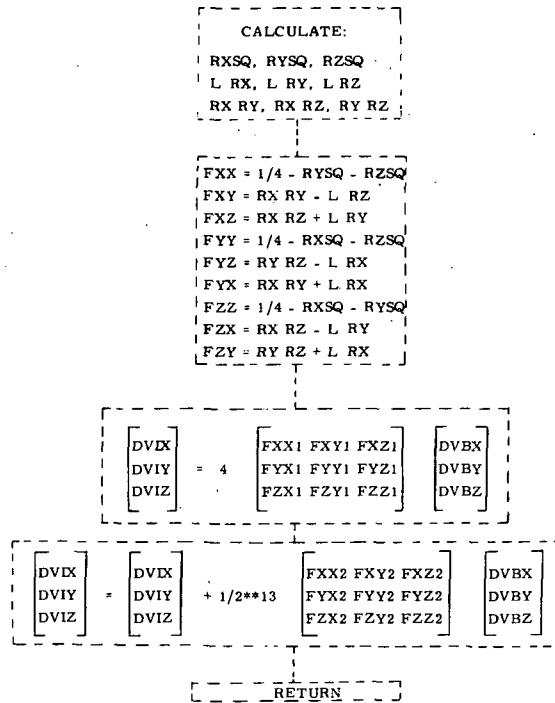 CALCULATE:
RXSQ, RYSQ, RZSQ
L RX, L RY, L RZ
RX RY, RX RZ, RY RZ
FXX = 1/4 - RYSQ - RZSQ
FXY = RX RY - L RZ
FXZ = RX RZ + L RY
FYY = 1/4 - RXSQ - RZSQ
FYZ = RY RZ - L RX
FYX = RX RY + L RX
FZZ = 1/4 - RXSQ - RYSQ
FZX = RX RZ - L RY
FZY = RY RZ + L RX
DVIX FXX1 FXY1 FXZ1 DVBX
DVIY = 4 FYX1 FYY1 FYZ1 DVBY
DVIZ FZX1 FZY1 FZZ1 DVBZ
DVIX DVIX FXX2 FXY2 FXZ2 DVBX
DVIY = DVIY + 1/2**13 FYX2 FYY2 FYZ2 DVBY
DVIZ DVIZ FZX2 FZY2 FZZ2 DVBZ
RETURN